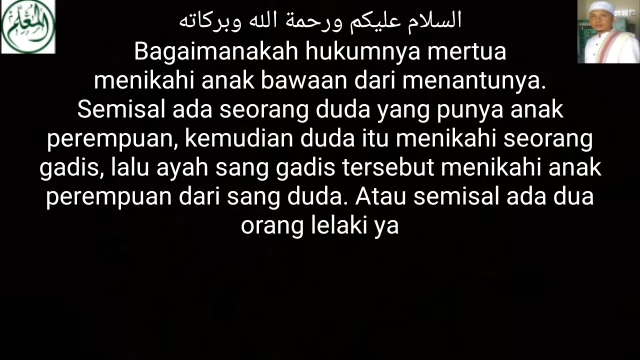 السلام عليكم ورحمة الله وبركاته
Bagaimanakah hukumnya mertua
menikahi anak bawaan dari menantunya.
Semisal ada seorang duda yang punya anak
perempuan, kemudian duda itu menikahi seorang
gadis, lalu ayah sang gadis tersebut menikahi anak
perempuan dari sang duda. Atau semisal ada dua
orang lelaki ya